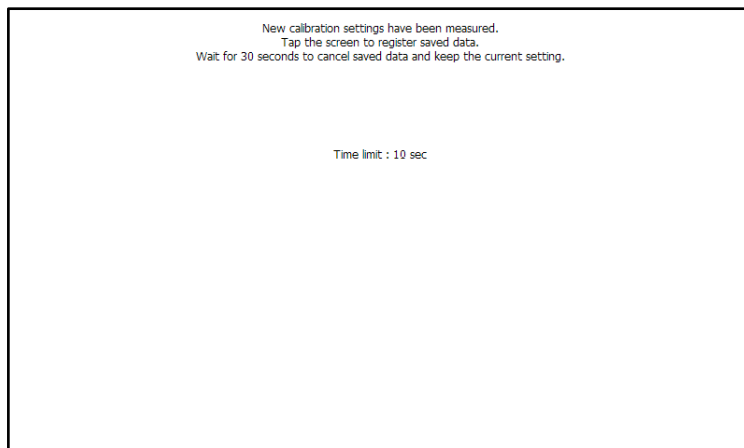 New calibration settings have been measured.
Tap the screen to register saved data.
Wait for 30 seconds to cancel saved data and keep the current setting.
Time limit : 10 sec